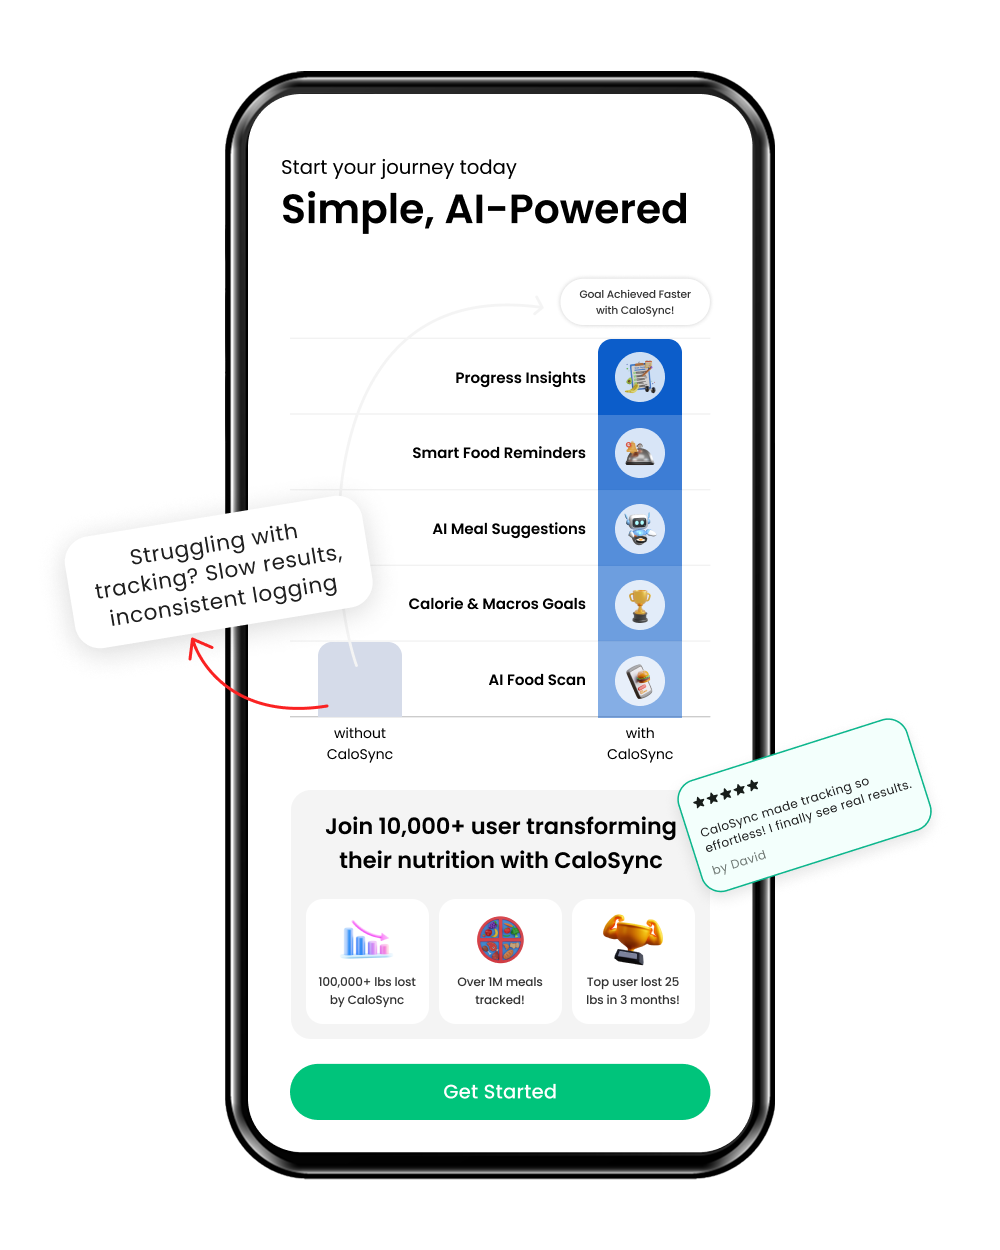 Start your journey today
Simple, AI-Powered
Goal Achieved Faster
with CaloSync!
Progress Insights
Smart Food Reminders
AI Meal Suggestions
Struggling with
tracking? Slow results,
inconsistent logging
Calorie & Macros Goals
AI Food Scan
without
CaloSync
with
CaloSync
CaloSync made tracking so
effortless! I finally see real results.
by David
Join 10,000+ user transforming
their nutrition with CaloSync
100,000+ lbs lost
by CaloSync
Over 1M meals
tracked!
Top user lost 25
lbs in 3 months!
Get Started